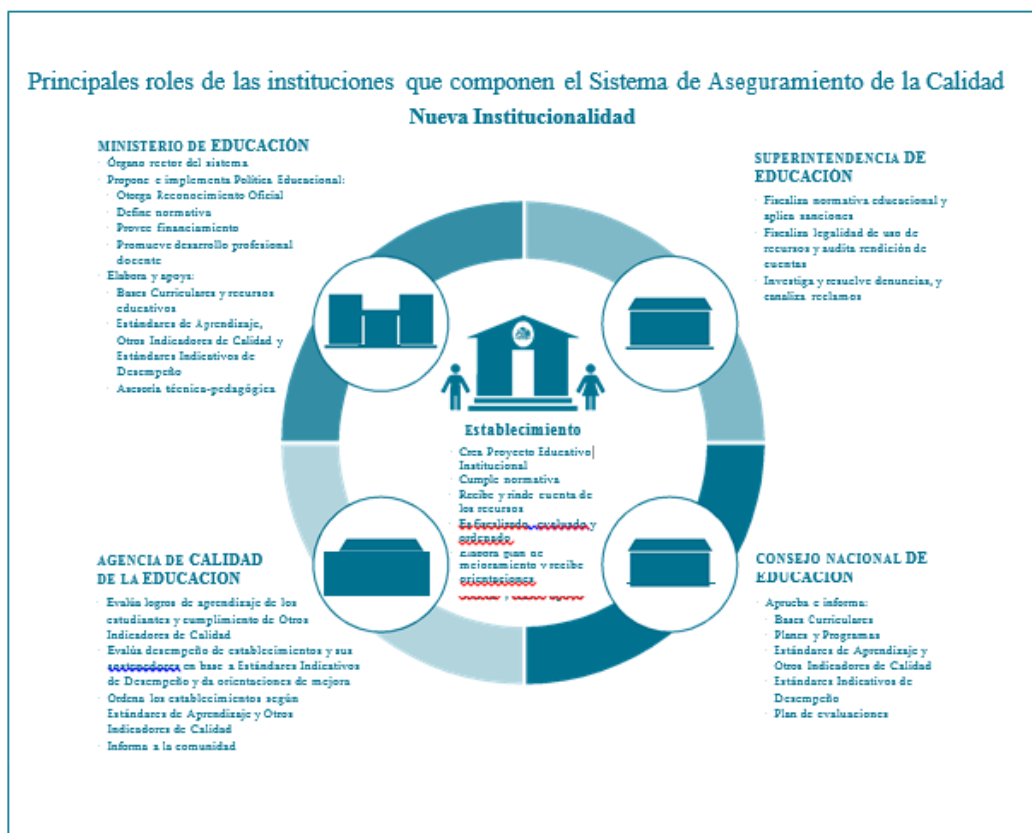 Principales roles de las instituciones que componen el Sistema de Aseguramiento de la Calidad
Nueva Institucionalidad
MINISTERIO DE EDUCACIÓN
Órgano rector del sistema
Propone e implementa Política Educacional:
Otorga Reconocimiento Oficial
Define normativa
Provee financiamiento
Promueve desarrollo profesional
docente
Elabora y apoya:
Bases Curriculares y recursos
educativos
Estándares de Aprendizaje,
Otros Indicadores de Calidad y
Estándares Indicativos de
Desempeño
Asesoría técnica-pedagógica
SUPERINTENDENCIA DE
EDUCACIÓN
Fiscaliza normativa educacional y
aplica sanciones
Fiscaliza legalidad de uso de
recursos y audita rendición de
cuentas
Investiga y resuelve denuncias, y
canaliza reclamos
Establecimiento
Crea Proyecto Educativo
Institucional
Cumple normativa
Recibe y rinde cuenta de
los recursos
Es fiscalizado, evaluado y
ordenado
Elabora plan de
mejoramiento y recibe
orientaciones
AGENCIA DE CALIDAD
DE LA EDUCACION
Evalúa logros de aprendizaje de los
estudiantes y cumplimiento de Otros
Indicadores de Calidad
Evalúa desempeño de establecimientos y sus
sostenedores en base a Estándares Indicativos
de Desempeño y da orientaciones de mejora
Ordena los establecimientos según
Estándares de Aprendizaje y Otros
Indicadores de Calidad
Informa a la comunidad
CONSEJO NACIONAL DE
EDUCACIÓN
Aprueba e informa:
Bases Curriculares
Planes y Programas
Estándares de Aprendizaje y
Otros Indicadores de Calidad
Estándares Indicativos de
Desempeño
Plan de evaluaciones